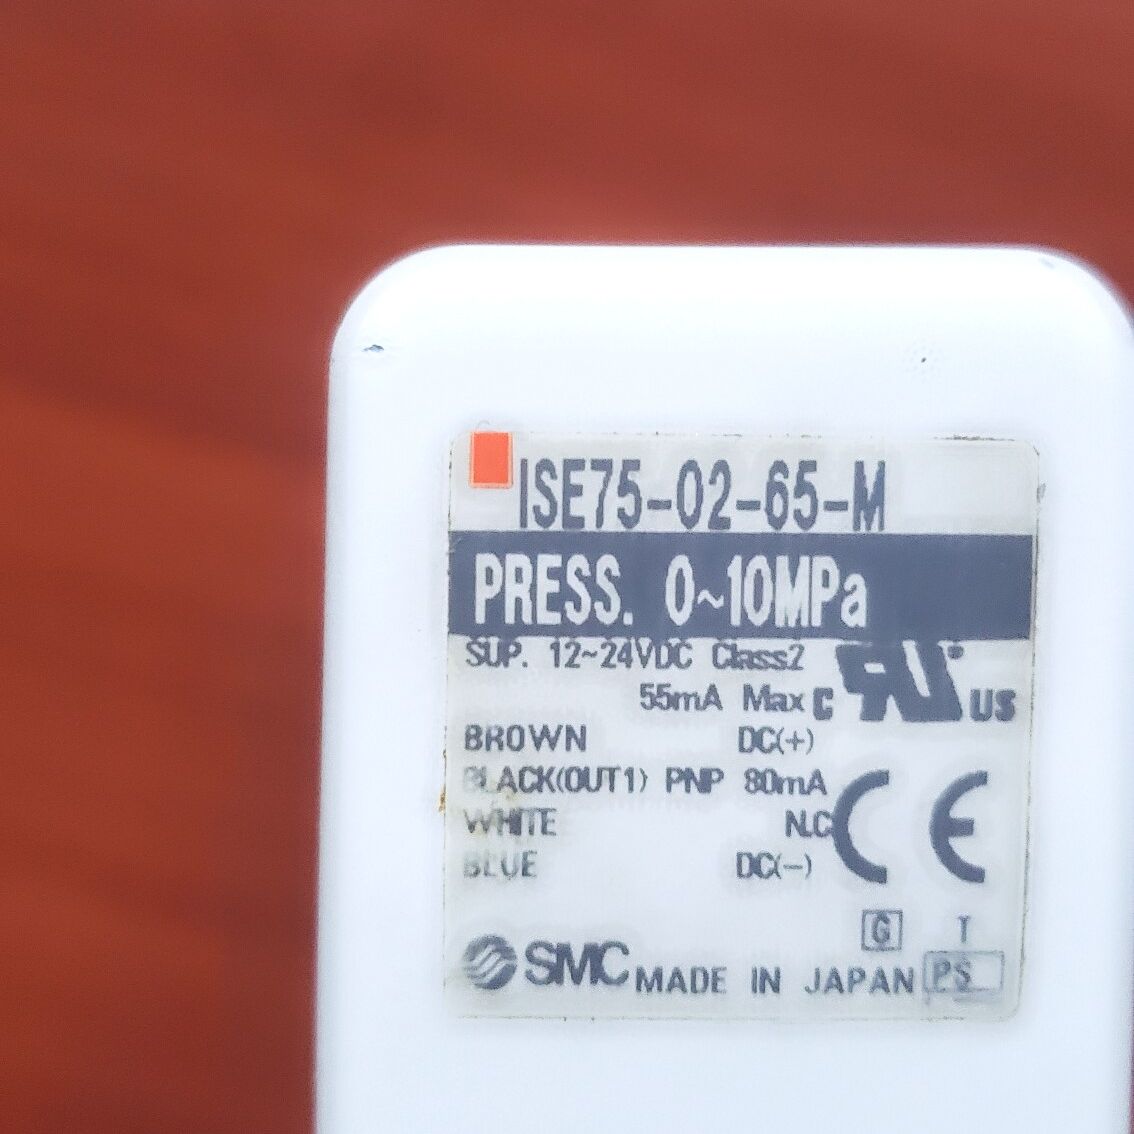 ISE75-02-65-M
PRESS. 0~10MPa
SUP. 12~24VDC Class2
55mA Max
C RU US
BROWN DC(+)
BLACK(OUT1) PNP 80mA
WHITE N.C
BLUE DC(-)
CE
G T
SMC MADE IN JAPAN PS